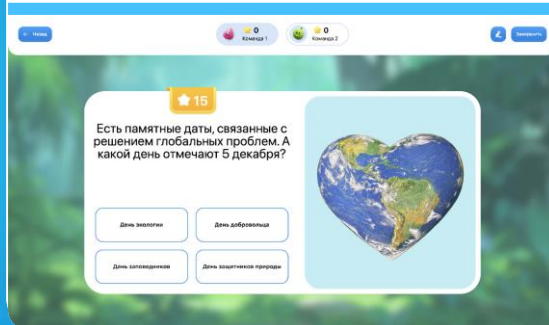 ← Назад
0
Команда 1
0
Команда 2
Завершить
15
Есть памятные даты, связанные с
решением глобальных проблем. А
какой день отмечают 5 декабря?
День экологии
День добровольца
День заповедников
День защитников природы